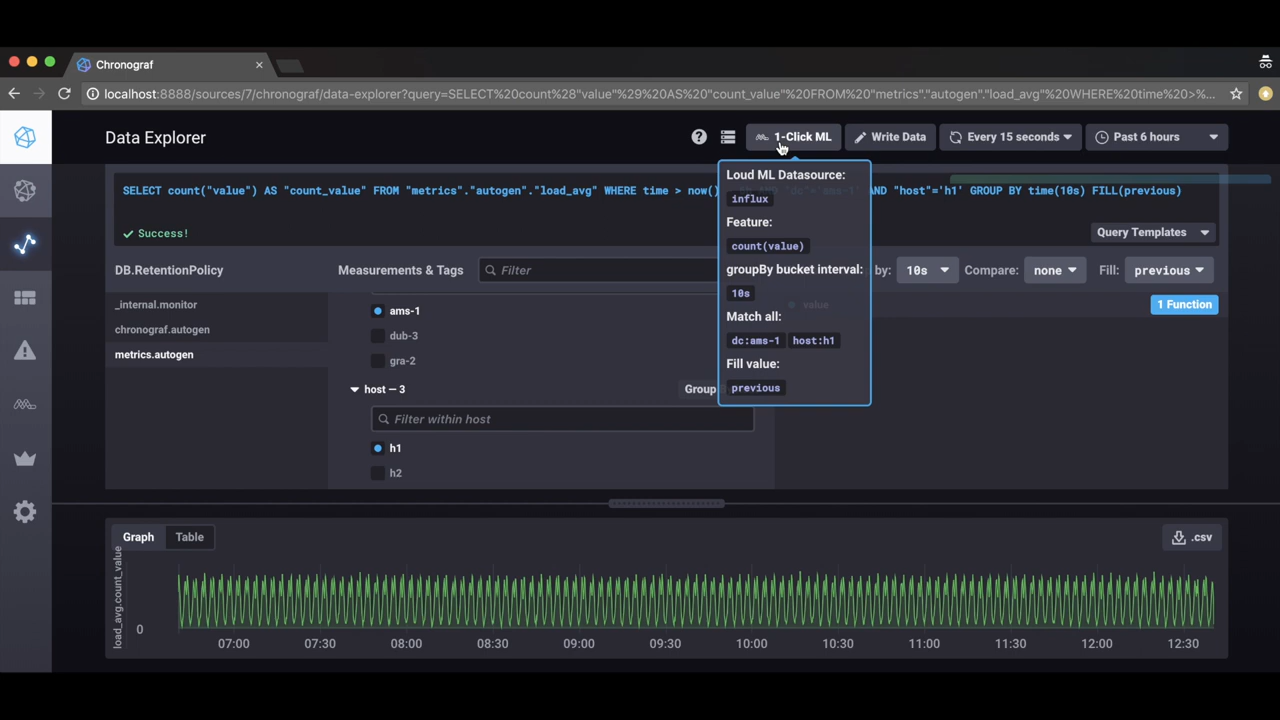 Chronograf
localhost:8888/sources/7/chronograf/data-explorer?query=SELECT%20count%28"value"%29%20AS%20"count_value"%20FROM%20"metrics"."autogen"."load_avg"%20WHERE%20time%20>%...
Data Explorer
1-Click ML
Write Data
Every 15 seconds
Past 6 hours
SELECT count("value") AS "count_value" FROM "metrics"."autogen"."load_avg" WHERE time > now() AND "host"='h1' GROUP BY time(10s) FILL(previous)
Success!
Query Templates
Loud ML Datasource:
influx
Feature:
count(value)
groupBy bucket interval:
10s
Match all:
dc:ams-1 host:h1
Fill value:
previous
DB.RetentionPolicy
Measurements & Tags
Filter
by: 10s
Compare: none
Fill: previous
_internal.monitor
chronograf.autogen
metrics.autogen
ams-1
dub-3
gra-2
host — 3
Group
Filter within host
h1
h2
value
1 Function
Graph
Table
.csv
load_avg.count_value
0
07:00 07:30 08:00 08:30 09:00 09:30 10:00 10:30 11:00 11:30 12:00 12:30